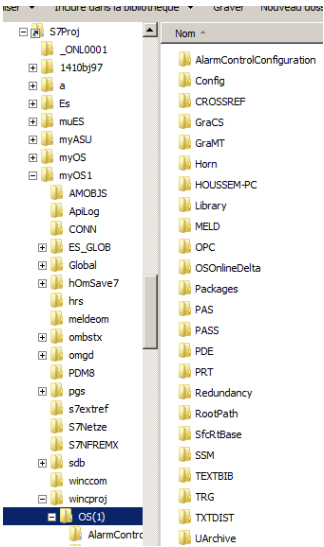 Inclure dans la bibliothèque
Graver
Nouveau doss
S7Proj
_ONL0001
1410bj97
a
Es
muES
myASU
myOS
myOS1
AMOBJS
ApiLog
CONN
ES_GLOB
Global
hOmSave7
hrs
meldeom
ombstx
omgd
PDM8
pgs
s7extref
S7Netze
S7NFREMX
sdb
winccom
wincproj
OS(1)
AlarmContro
Nom
AlarmControlConfiguration
Config
CROSSREF
GraCS
GraMT
Horn
HOUSSEM-PC
Library
MELD
OPC
OSOnlineDelta
Packages
PAS
PASS
PDE
PRT
Redundancy
RootPath
SfcRtBase
SSM
TEXTBIB
TRG
TXTDIST
UArchive